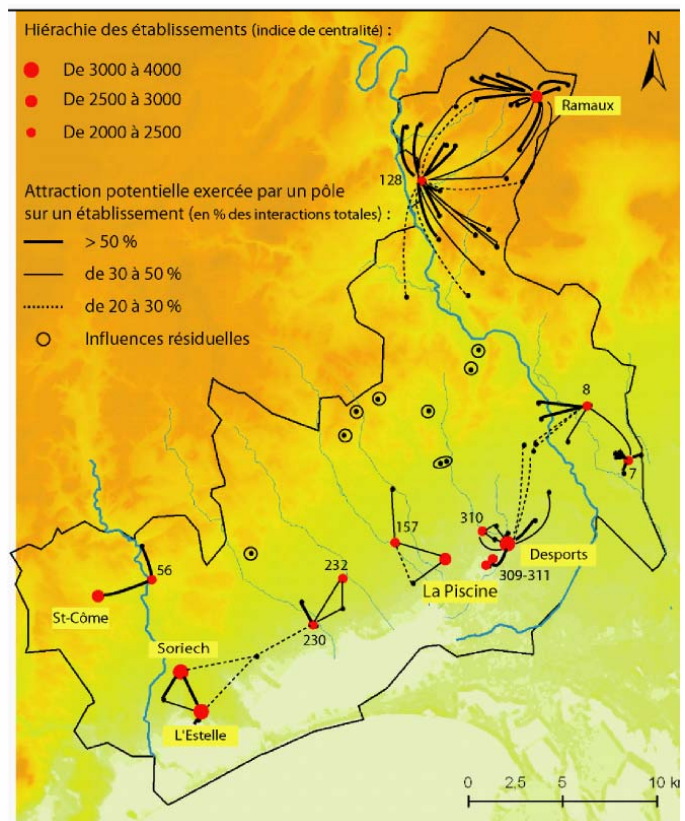 Hiérachie des établissements (indice de centralité) :
De 3000 à 4000
De 2500 à 3000
De 2000 à 2500
Attraction potentielle exercée par un pôle
sur un établissement (en % des interactions totales) :
> 50 %
de 30 à 50 %
de 20 à 30 %
Influences résiduelles
N
Ramaux
128
8
7
310
157
Desports
309-311
232
La Piscine
56
St-Côme
230
Soriech
L'Estelle
0 2,5 5 10 km